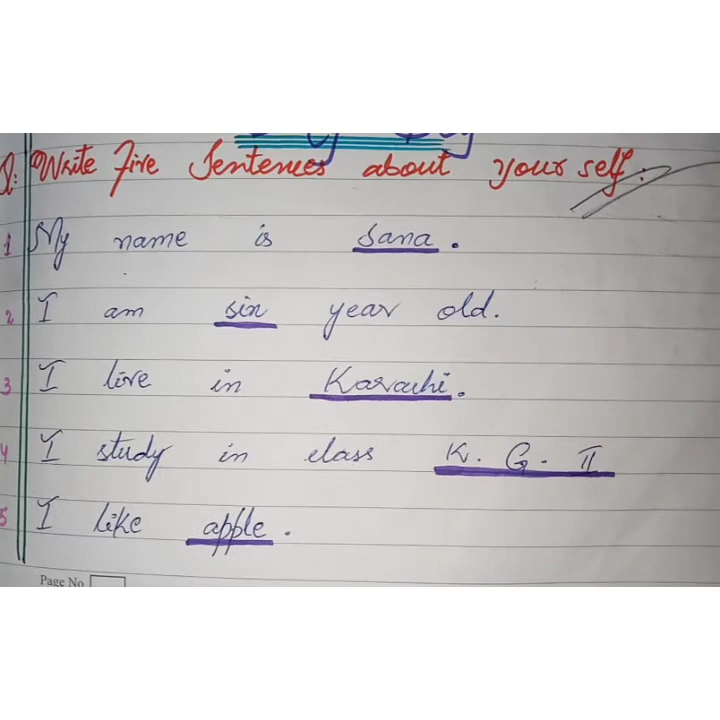 Q: Write Five Sentences about your self:
1 My name is Sana.
2 I am six year old.
3 I live in Karachi.
4 I study in class K. G. II
5 I like apple.
Page No